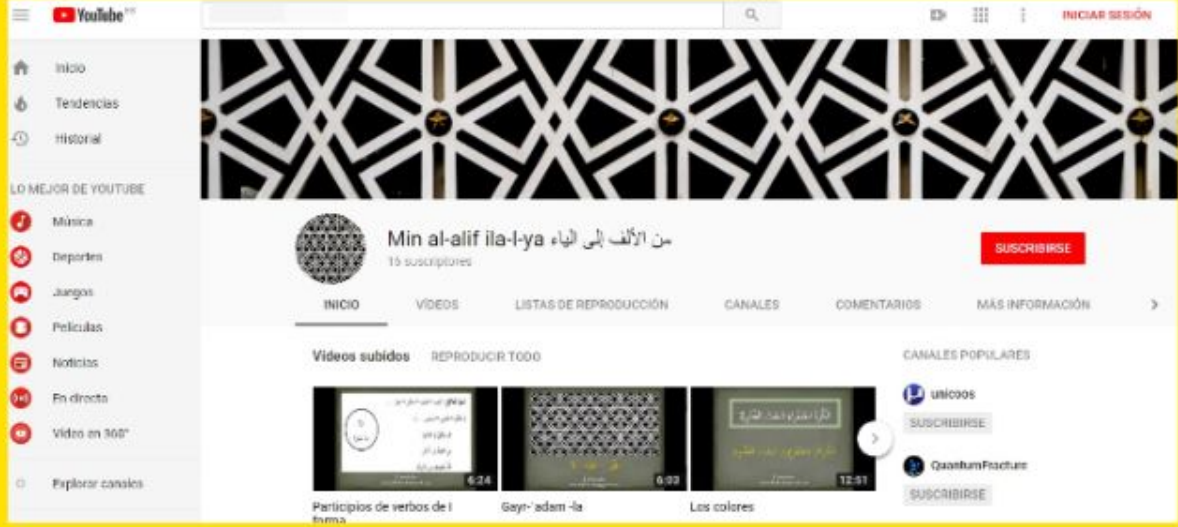 YouTube
INICIAR SESIÓN
Inicio
Tendencias
Historial
LO MEJOR DE YOUTUBE
Música
Deportes
Juegos
Películas
Noticias
En directo
Vídeo en 360°
Explorar canales
Min al-alif ila-l-ya من الألف إلى الياء
16 suscriptores
SUSCRIBIRSE
INICIO VÍDEOS LISTAS DE REPRODUCCIÓN CANALES COMENTARIOS MÁS INFORMACIÓN
Vídeos subidos REPRODUCIR TODO
6:24
6:03
12:51
Participios de verbos de I
forma
Gayr-`adam -la
Los colores
CANALES POPULARES
unicoos
SUSCRIBIRSE
QuantumFracture
SUSCRIBIRSE